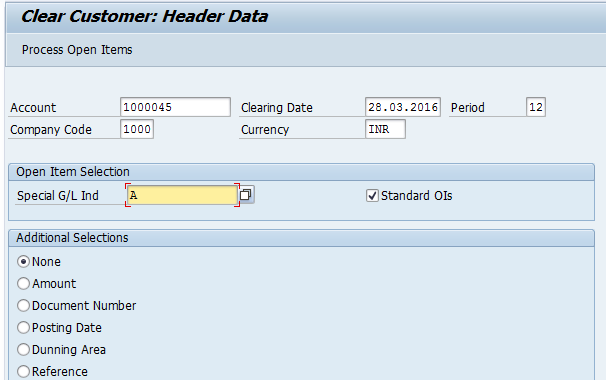 Clear Customer: Header Data
Process Open Items
Account 1000045 Clearing Date 28.03.2016 Period 12
Company Code 1000 Currency INR
Open Item Selection
Special G/L Ind A Standard OIs
Additional Selections
None
Amount
Document Number
Posting Date
Dunning Area
Reference